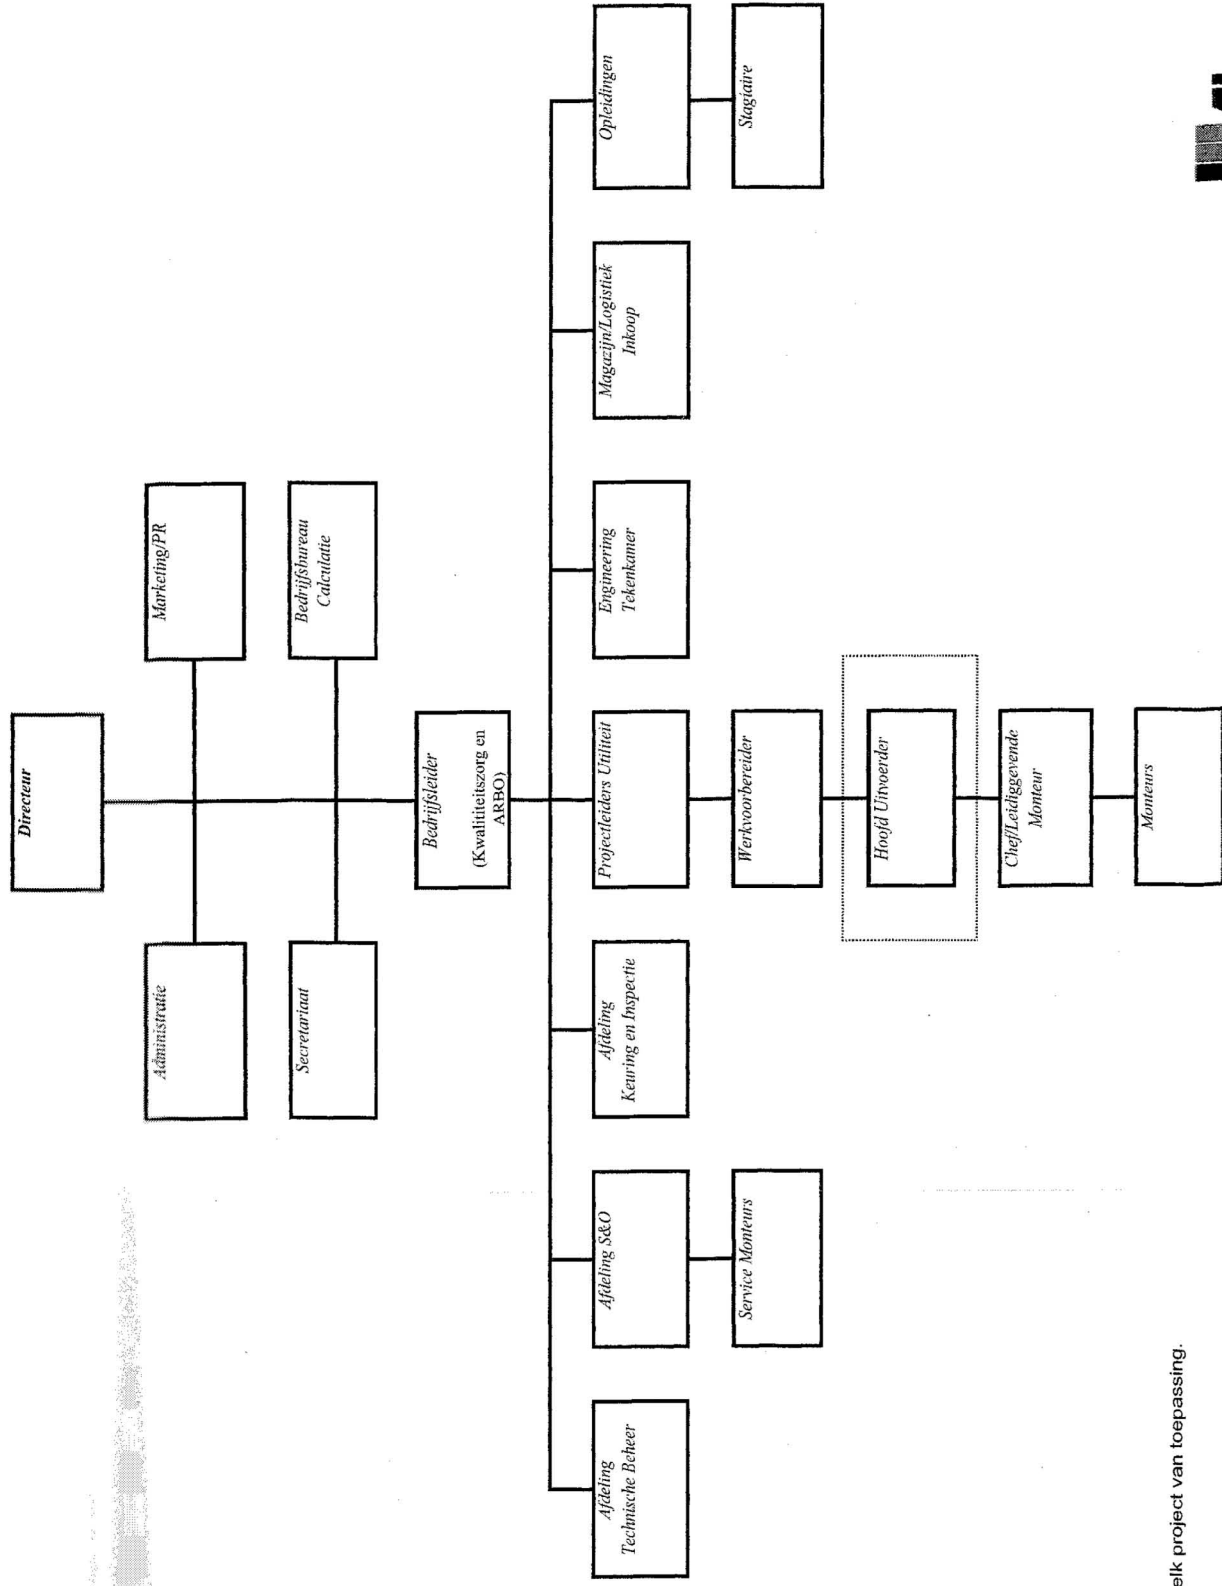 Directeur
Administratie
Marketing/PR
Secretariaat
Bedrijfsbureau
Calculatie
Bedrijfsleider
(Kwalititeitszorg en
ARBO)
Afdeling
Technische Beheer
Afdeling S&O
Afdeling
Keuring en Inspectie
Projectleiders Utiliteit
Engineering
Tekenkamer
Magazijn/Logistiek
Inkoop
Opleidingen
Service Monteurs
Werkvoorbereider
Stagiaire
Hoofd Uitvoerder
Chef/Leidiggevende
Monteur
Monteurs
elk project van toepassing.